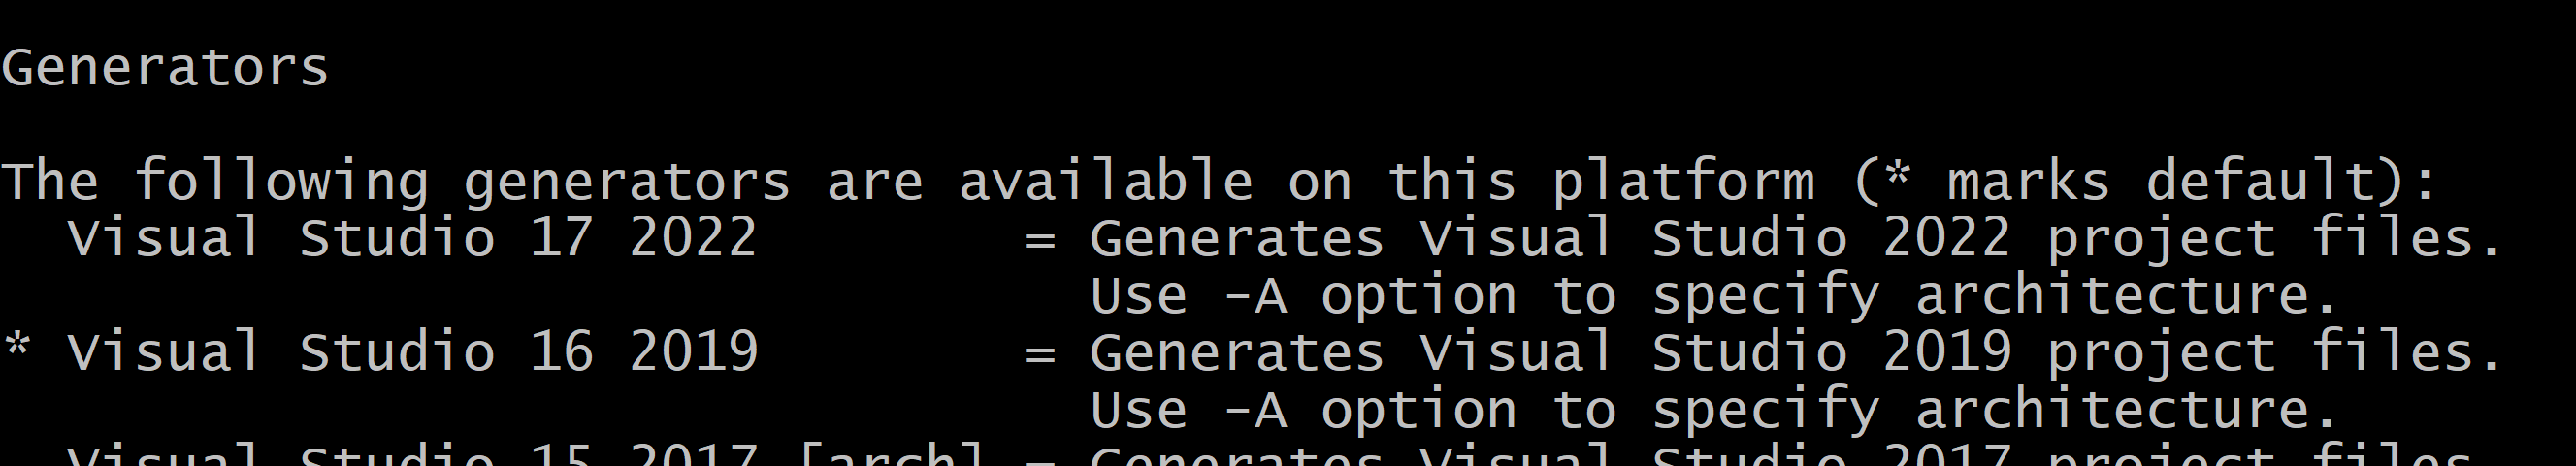 Generators
The following generators are available on this platform (* marks default):
  Visual Studio 17 2022        = Generates Visual Studio 2022 project files.
                                 Use -A option to specify architecture.
* Visual Studio 16 2019        = Generates Visual Studio 2019 project files.
                                 Use -A option to specify architecture.
  Visual Studio 15 2017 [arch] = Generates Visual Studio 2017 project files.